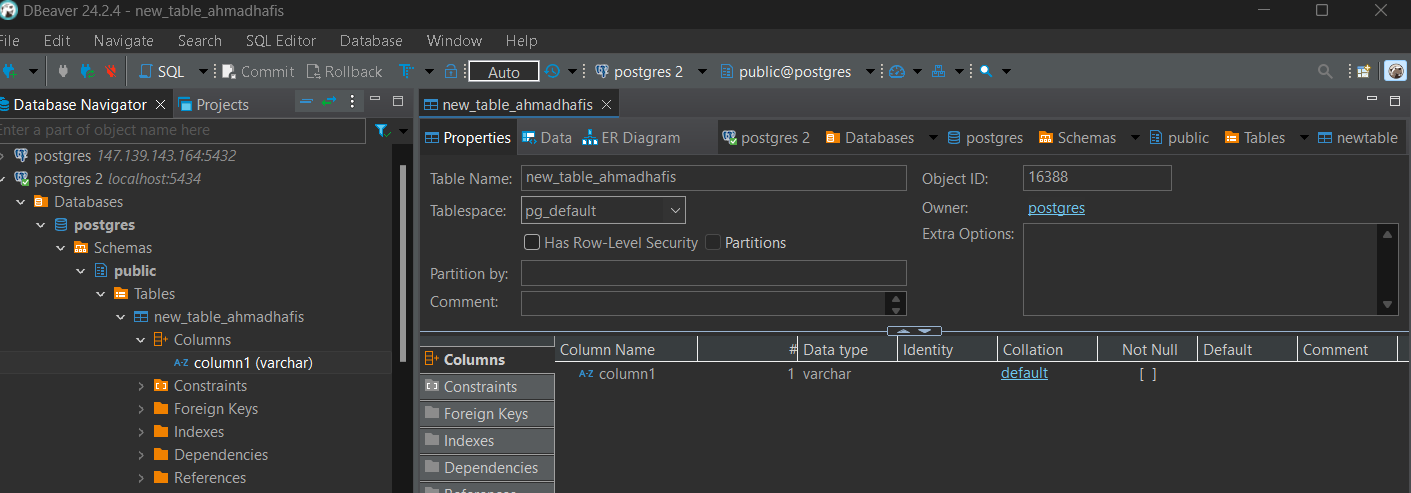 DBeaver 24.2.4 - new_table_ahmadhafis
File Edit Navigate Search SQL Editor Database Window Help
SQL Commit Rollback Auto postgres 2 public@postgres
Database Navigator Projects
new_table_ahmadhafis
Enter a part of object name here
postgres 147.139.143.164:5432
postgres 2 localhost:5434
Databases
postgres
Schemas
public
Tables
new_table_ahmadhafis
Columns
A-Z column1 (varchar)
Constraints
Foreign Keys
Indexes
Dependencies
References
Properties Data ER Diagram postgres 2 Databases postgres Schemas public Tables newtable
Table Name: new_table_ahmadhafis
Object ID: 16388
Tablespace: pg_default
Owner: postgres
Has Row-Level Security Partitions
Extra Options:
Partition by:
Comment:
Columns
Constraints
Foreign Keys
Indexes
Dependencies
References
Column Name # Data type Identity Collation Not Null Default Comment
A-Z column1 1 varchar default [ ]